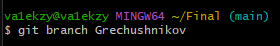 va1ekzy@va1ekzy MINGW64 ~/Final (main)
$ git branch Grechushnikov